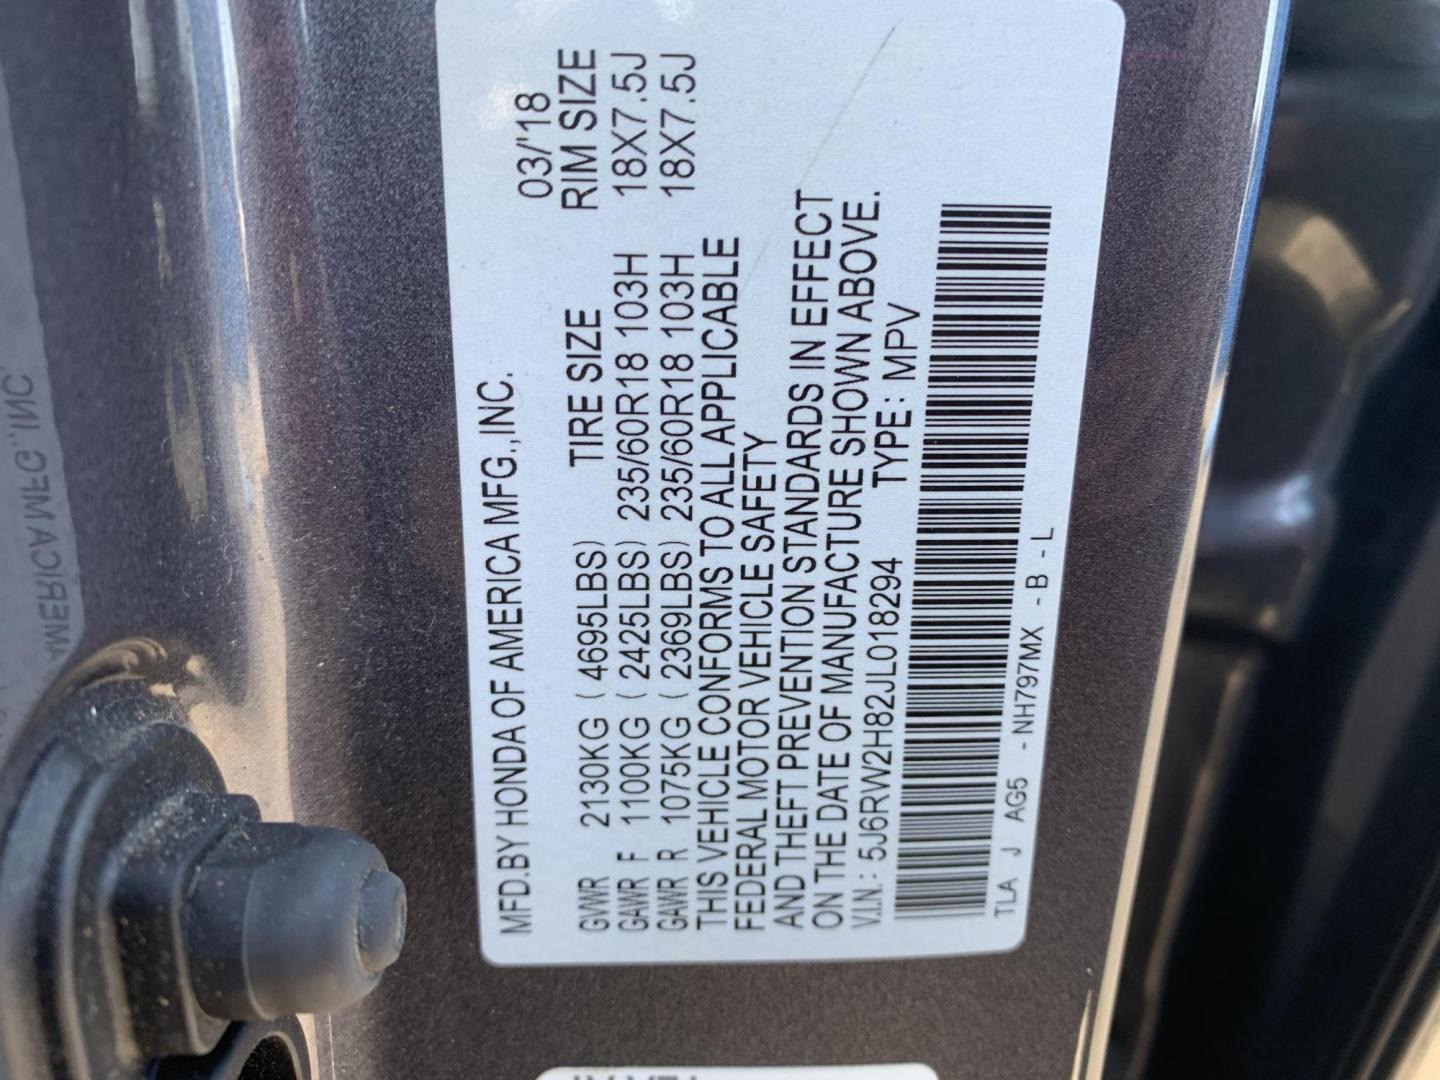 MFD.BY HONDA OF AMERICA MFG.,INC. 03/'18
TIRE SIZE RIM SIZE
GVWR 2130KG ( 4695LBS)
GAWR F 1100KG ( 2425LBS) 235/60R18 103H 18X7.5J
GAWR R 1075KG ( 2369LBS) 235/60R18 103H 18X7.5J
THIS VEHICLE CONFORMS TO ALL APPLICABLE
FEDERAL MOTOR VEHICLE SAFETY
AND THEFT PREVENTION STANDARDS IN EFFECT
ON THE DATE OF MANUFACTURE SHOWN ABOVE.
V.I.N.: 5J6RW2H82JL018294 TYPE: MPV
TLA J AG5 - NH797MX - B - L
AMERICA MFG.,INC.